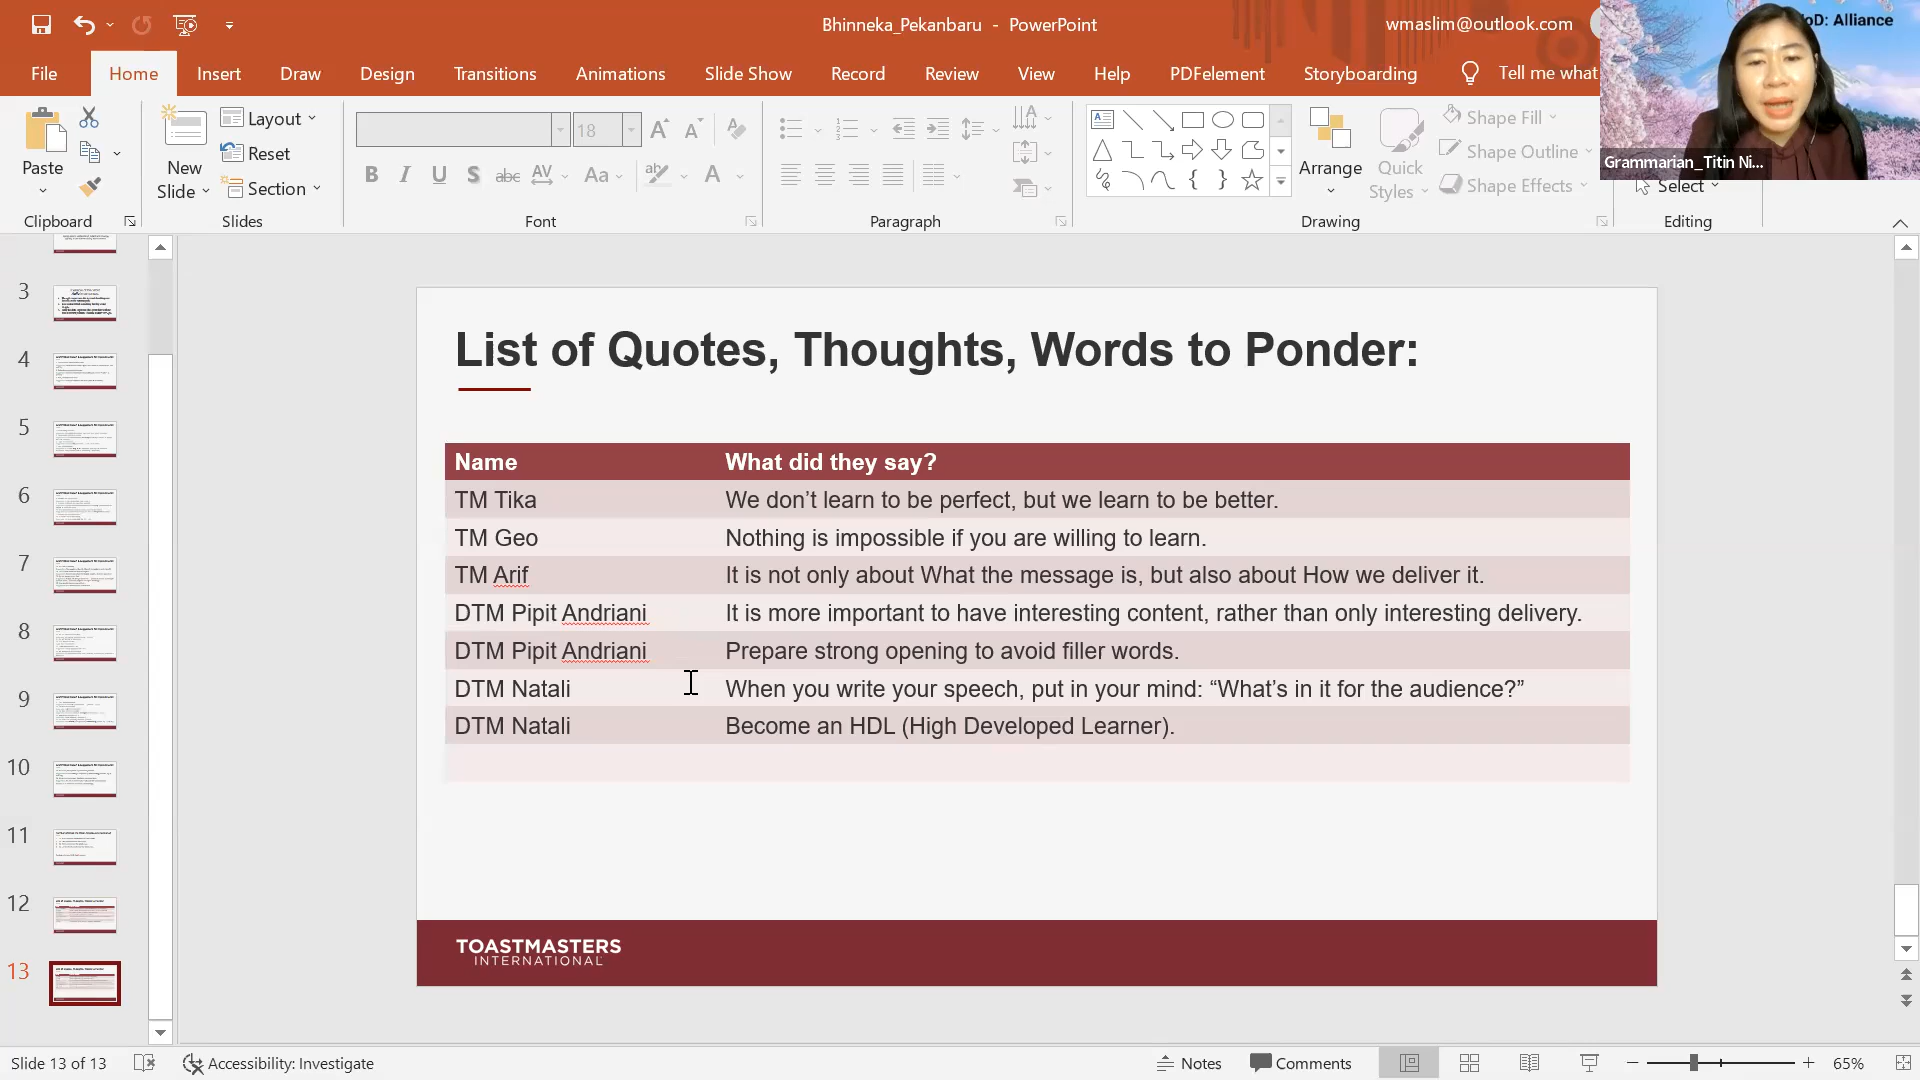 Bhinneka_Pekanbaru - PowerPoint
wmaslim@outlook.com
oD: Alliance
File Home Insert Draw Design Transitions Animations Slide Show Record Review View Help PDFelement Storyboarding Tell me what
Paste
Clipboard
New
Slide
Layout
Reset
Section
Slides
18
B I U S abc AV Aa A
Font
Paragraph
Arrange
Quick
Styles
Shape Fill
Shape Outline
Shape Effects
Drawing
Select
Editing
Grammarian_Titin Ni...
3
4
5
6
7
8
9
10
11
12
13
List of Quotes, Thoughts, Words to Ponder:
Name What did they say?
TM Tika We don’t learn to be perfect, but we learn to be better.
TM Geo Nothing is impossible if you are willing to learn.
TM Arif It is not only about What the message is, but also about How we deliver it.
DTM Pipit Andriani It is more important to have interesting content, rather than only interesting delivery.
DTM Pipit Andriani Prepare strong opening to avoid filler words.
DTM Natali When you write your speech, put in your mind: “What’s in it for the audience?”
DTM Natali Become an HDL (High Developed Learner).
TOASTMASTERS
INTERNATIONAL
Slide 13 of 13 Accessibility: Investigate Notes Comments 65%